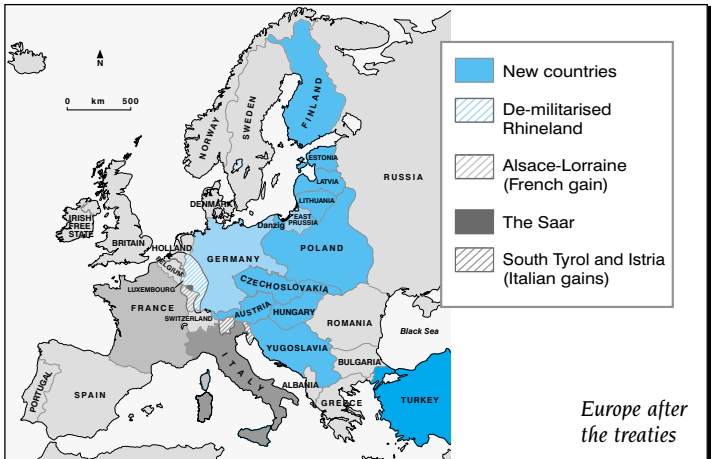 N
0 km 500
NORWAY
SWEDEN
FINLAND
ESTONIA
LATVIA
LITHUANIA
RUSSIA
DENMARK
Danzig
EAST
PRUSSIA
IRISH
FREE
STATE
BRITAIN
HOLLAND
BELGIUM
GERMANY
POLAND
LUXEMBOURG
CZECHOSLOVAKIA
FRANCE
SWITZERLAND
AUSTRIA
HUNGARY
ROMANIA
Black Sea
YUGOSLAVIA
BULGARIA
ITALY
PORTUGAL
SPAIN
ALBANIA
GREECE
TURKEY
New countries
De-militarised
Rhineland
Alsace-Lorraine
(French gain)
The Saar
South Tyrol and Istria
(Italian gains)
Europe after
the treaties